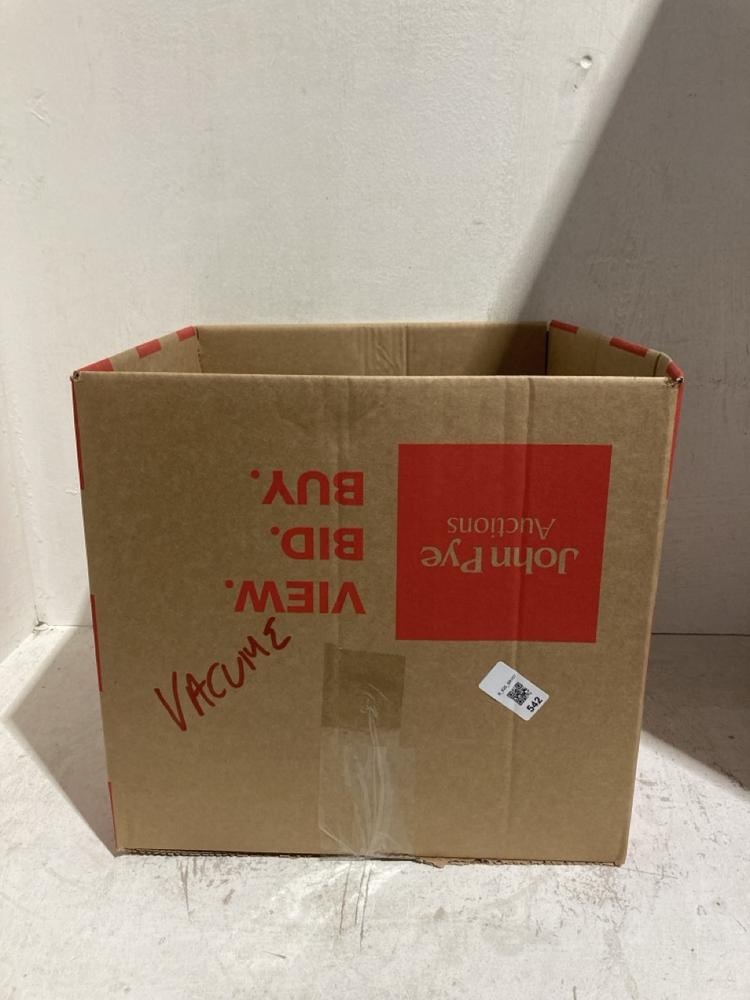 VIEW.
BID.
BUY.
John Pye
Auctions
VACUME
542